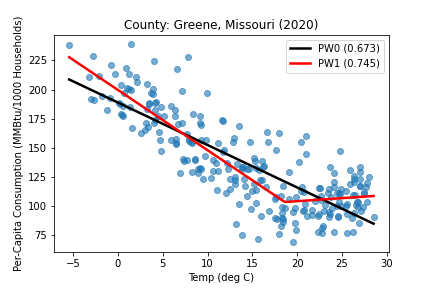 County: Greene, Missouri (2020)
Per-Capita Consumption (MMBtu/1000 Households)
225
200
175
150
125
100
75
PW0 (0.673)
PW1 (0.745)
−5 0 5 10 15 20 25 30
Temp (deg C)